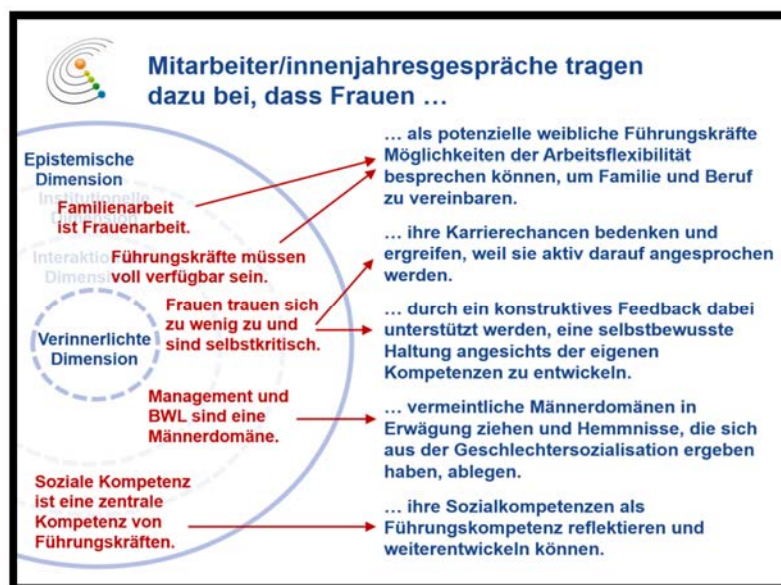 Mitarbeiter/innenjahresgespräche tragen
dazu bei, dass Frauen …
Epistemische
Dimension
Institutionelle
Dimension
Familienarbeit
ist Frauenarbeit.
Interaktionelle
Dimension
Führungskräfte müssen
voll verfügbar sein.
Frauen trauen sich
zu wenig zu und
sind selbstkritisch.
Verinnerlichte
Dimension
Management und
BWL sind eine
Männerdomäne.
Soziale Kompetenz
ist eine zentrale
Kompetenz von
Führungskräften.
… als potenzielle weibliche Führungskräfte
Möglichkeiten der Arbeitsflexibilität
besprechen können, um Familie und Beruf
zu vereinbaren.
… ihre Karrierechancen bedenken und
ergreifen, weil sie aktiv darauf angesprochen
werden.
… durch ein konstruktives Feedback dabei
unterstützt werden, eine selbstbewusste
Haltung angesichts der eigenen
Kompetenzen zu entwickeln.
… vermeintliche Männerdomänen in
Erwägung ziehen und Hemmnisse, die sich
aus der Geschlechtersozialisation ergeben
haben, ablegen.
… ihre Sozialkompetenzen als
Führungskompetenz reflektieren und
weiterentwickeln können.